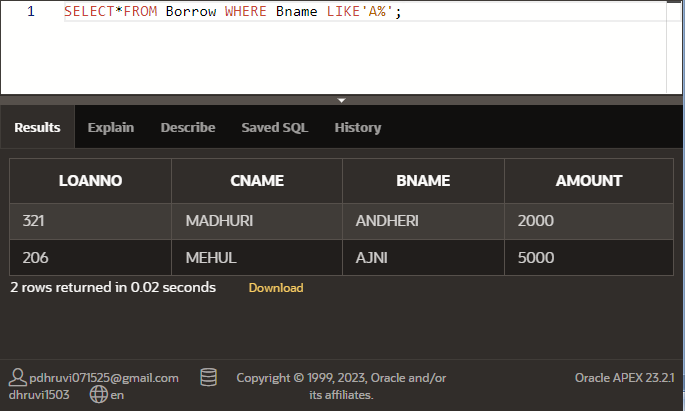 1 SELECT*FROM Borrow WHERE Bname LIKE'A%';
Results Explain Describe Saved SQL History
LOANNO CNAME BNAME AMOUNT
321 MADHURI ANDHERI 2000
206 MEHUL AJNI 5000
2 rows returned in 0.02 seconds Download
pdhruvi071525@gmail.com Copyright © 1999, 2023, Oracle and/or Oracle APEX 23.2.1
dhruvi1503 en its affiliates.